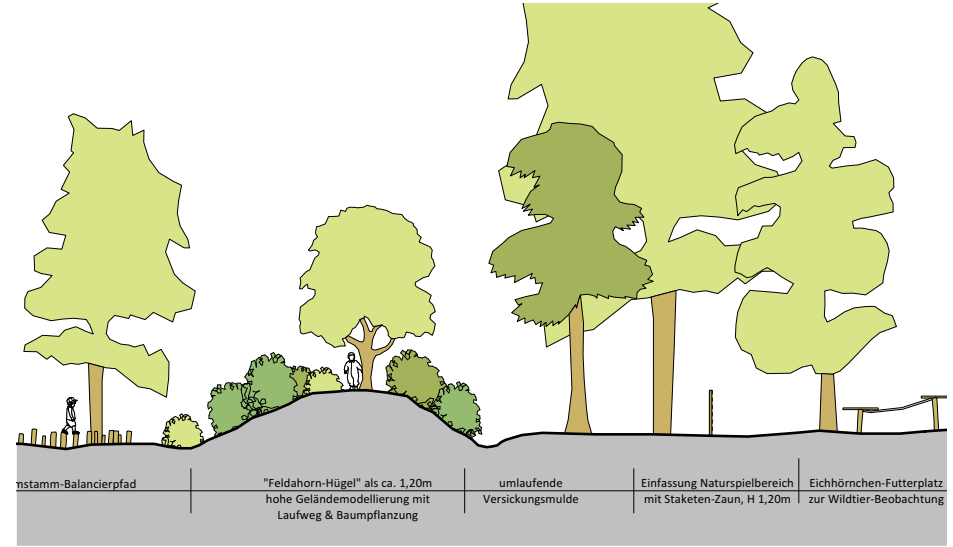 mstamm-Balancierpfad
"Feldahorn-Hügel" als ca. 1,20m
hohe Geländemodellierung mit
Laufweg & Baumpflanzung
umlaufende
Versickungsmulde
Einfassung Naturspielbereich
mit Staketen-Zaun, H 1,20m
Eichhörnchen-Futterplatz
zur Wildtier-Beobachtung